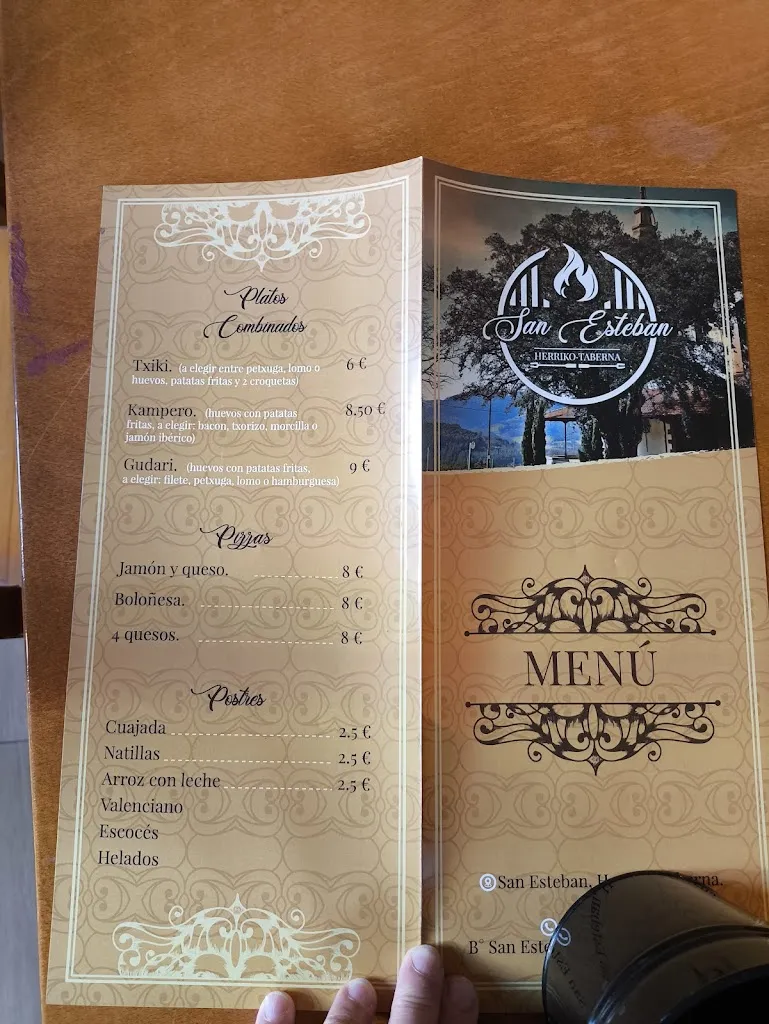 Platos
Combinados
Txiki. (a elegir entre petxuga, lomo o 6 €
huevos, patatas fritas y 2 croquetas)
Kampero. (huevos con patatas 8.50 €
fritas, a elegir: bacon, txorizo, morcilla o
jamón ibérico)
Gudari. (huevos con patatas fritas, 9 €
a elegir: filete, petxuga, lomo o hamburguesa)
Pizzas
Jamón y queso. 8 €
Boloñesa. 8 €
4 quesos. 8 €
Postres
Cuajada 2.5 €
Natillas 2.5 €
Arroz con leche 2.5 €
Valenciano
Escocés
Helados
San Esteban
HERRIKO-TABERNA
MENÚ
San Esteban,
Bº San